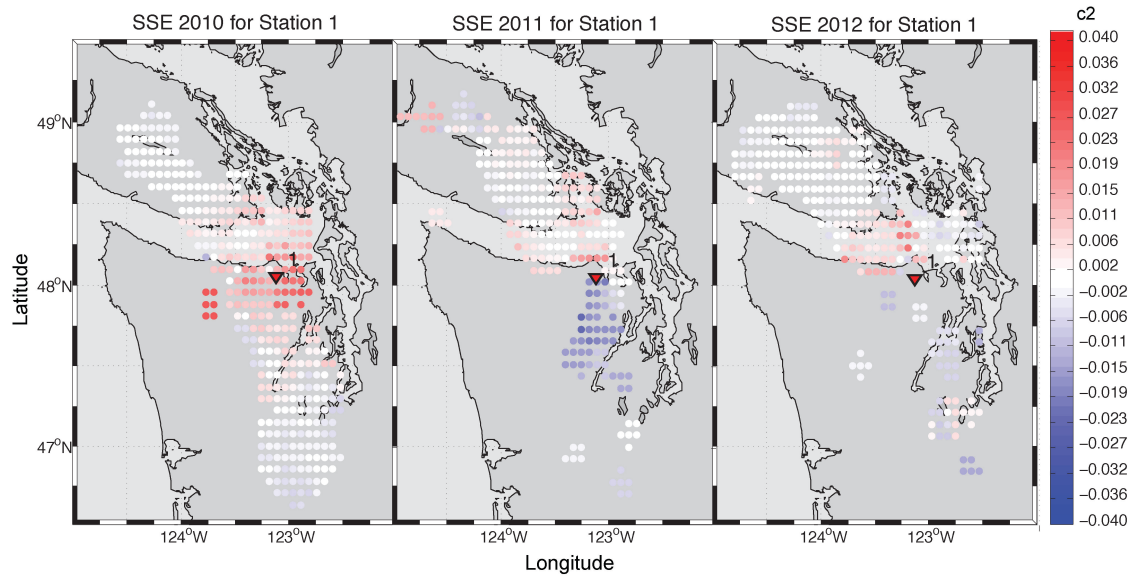 SSE 2010 for Station 1
SSE 2011 for Station 1
SSE 2012 for Station 1
c2
0.040
0.036
0.032
0.027
0.023
0.019
0.015
0.011
0.006
0.002
−0.002
−0.006
−0.011
−0.015
−0.019
−0.023
−0.027
−0.032
−0.036
−0.040
49°N
48°N
47°N
Latitude
1
124°W
123°W
124°W
123°W
124°W
123°W
Longitude